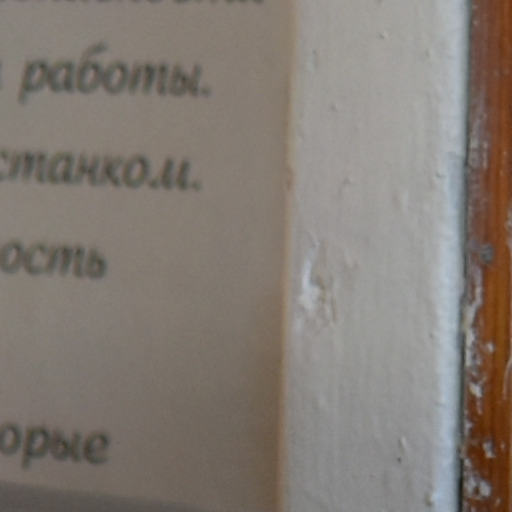 работы.
станком.
ость
орые